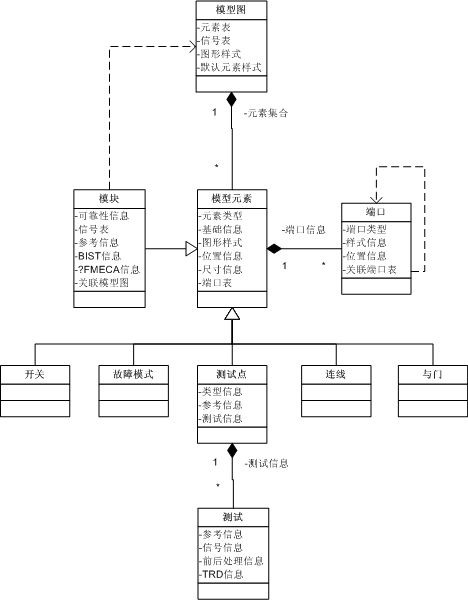 模型图
-元素表
-信号表
-图形样式
-默认元素样式
1
-元素集合
*
模块
-可靠性信息
-信号表
-参考信息
-BIST信息
-?FMECA信息
-关联模型图
模型元素
-元素类型
-基础信息
-图形样式
-位置信息
-尺寸信息
-端口表
-端口信息
1
*
端口
-端口类型
-样式信息
-位置信息
-关联端口表
开关
故障模式
测试点
-类型信息
-参考信息
-测试信息
连线
与门
1
-测试信息
*
测试
-参考信息
-信号信息
-前后处理信息
-TRD信息